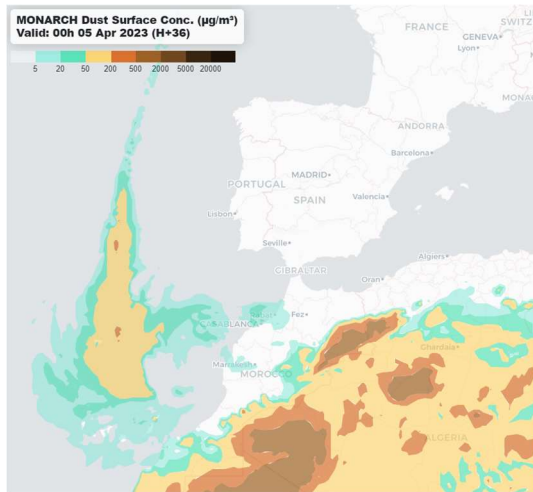 MONARCH Dust Surface Conc. (µg/m³)
Valid: 00h 05 Apr 2023 (H+36)
5 20 50 200 500 2000 5000 20000
FRANCE
GENEVA
Lyon
ANDORRA
Barcelona
PORTUGAL
MADRID
SPAIN
Valencia
Lisbon
Seville
GIBRALTAR
Algiers
Oran
Rabat
CASABLANCA
Fez
Ghardaia
Marrakesh
MOROCCO
ALGERIA